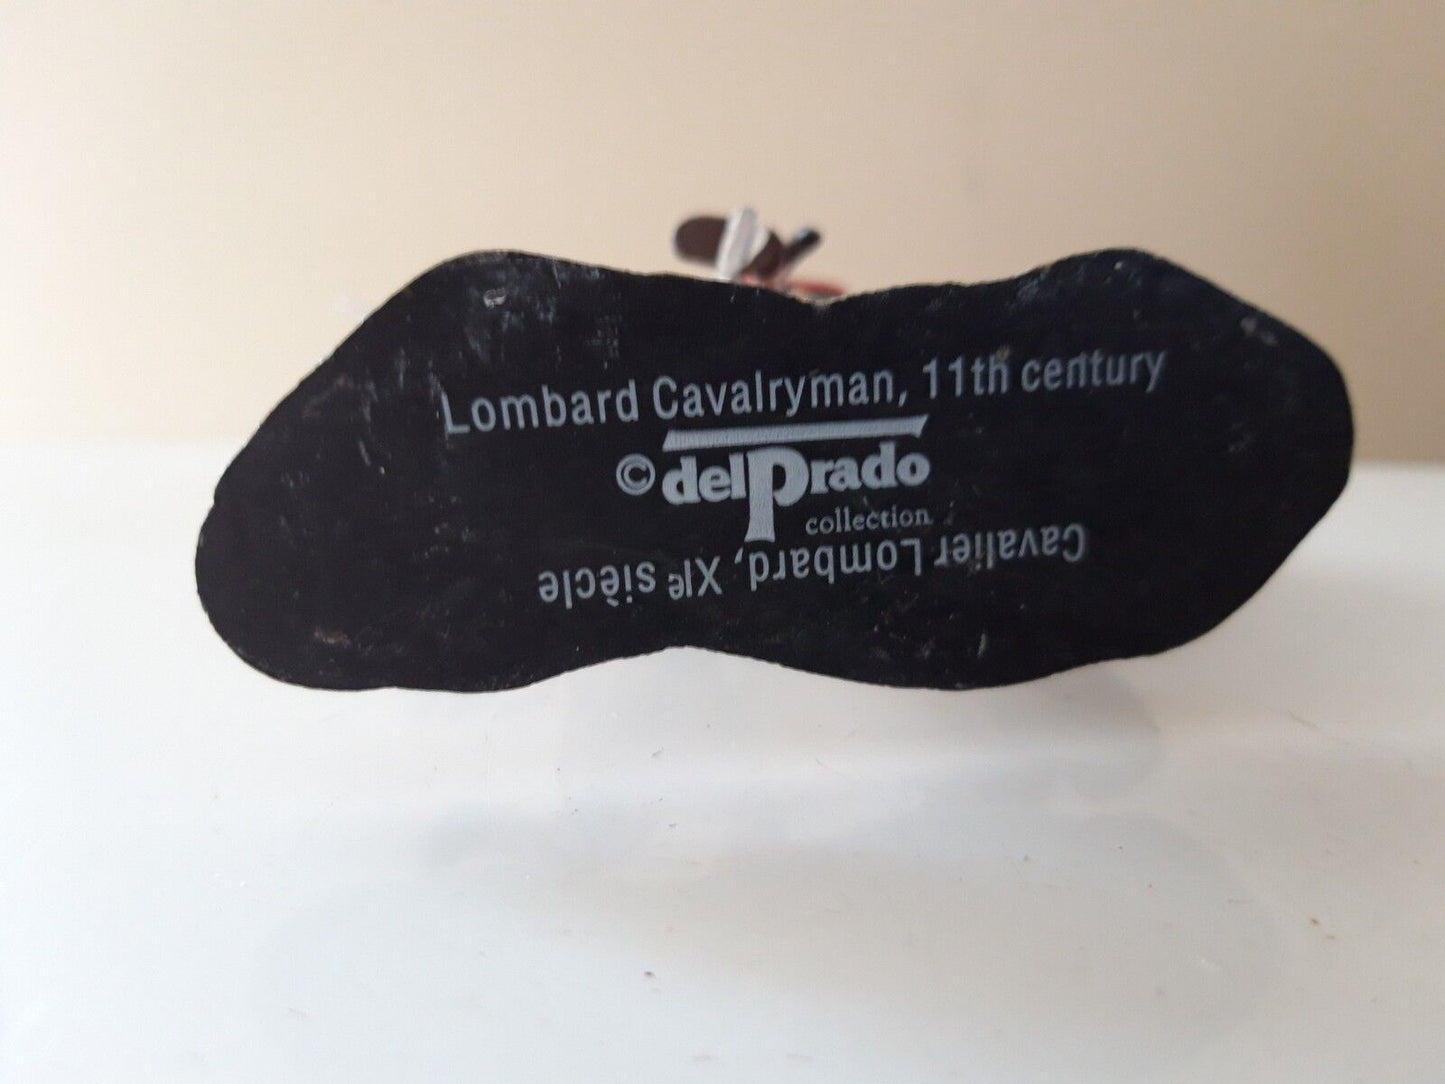 Lombard Cavalryman, 11th century
© delPrado
collection
Cavalier Lombard, XIe siècle